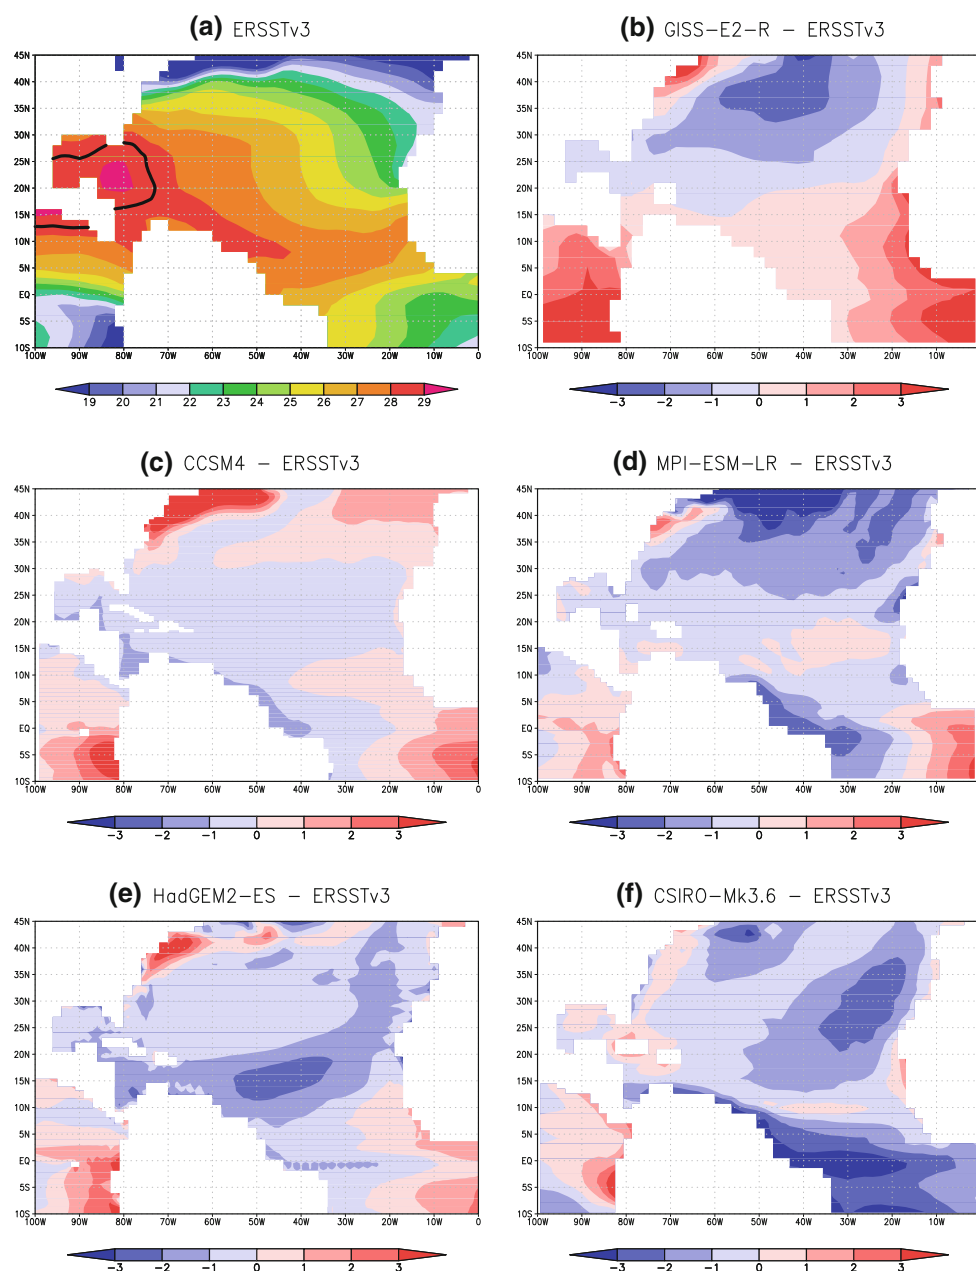 (a) ERSSTv3
45N
40N
35N
30N
25N
20N
15N
10N
5N
EQ
5S
10S
100W 90W 80W 70W 60W 50W 40W 30W 20W 10W 0
19 20 21 22 23 24 25 26 27 28 29
(b) GISS-E2-R - ERSSTv3
45N
40N
35N
30N
25N
20N
15N
10N
5N
EQ
5S
10S
100W 90W 80W 70W 60W 50W 40W 30W 20W 10W
-3 -2 -1 0 1 2 3
(c) CCSM4 - ERSSTv3
45N
40N
35N
30N
25N
20N
15N
10N
5N
EQ
5S
10S
100W 90W 80W 70W 60W 50W 40W 30W 20W 10W 0
-3 -2 -1 0 1 2 3
(d) MPI-ESM-LR - ERSSTv3
45N
40N
35N
30N
25N
20N
15N
10N
5N
EQ
5S
10S
100W 90W 80W 70W 60W 50W 40W 30W 20W 10W
-3 -2 -1 0 1 2 3
(e) HadGEM2-ES - ERSSTv3
45N
40N
35N
30N
25N
20N
15N
10N
5N
EQ
5S
10S
100W 90W 80W 70W 60W 50W 40W 30W 20W 10W 0
-3 -2 -1 0 1 2 3
(f) CSIRO-Mk3.6 - ERSSTv3
45N
40N
35N
30N
25N
20N
15N
10N
5N
EQ
5S
10S
100W 90W 80W 70W 60W 50W 40W 30W 20W 10W
-3 -2 -1 0 1 2 3